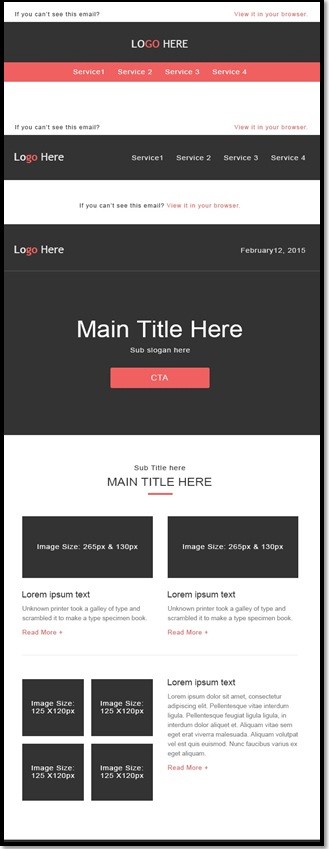 If you can't see this email? View it in your browser.
LOGO HERE
Service1 Service 2 Service 3 Service 4
If you can't see this email? View it in your browser.
Logo Here Service1 Service 2 Service 3 Service 4
If you can't see this email? View it in your browser.
Logo Here February12, 2015
Main Title Here
Sub slogan here
CTA
Sub Title here
MAIN TITLE HERE
Image Size: 265px & 130px Image Size: 265px & 130px
Lorem ipsum text Lorem ipsum text
Unknown printer took a galley of type and
scrambled it to make a type specimen book.
Read More +
Unknown printer took a galley of type and
scrambled it to make a type specimen book.
Read More +
Image Size:
125 X120px
Image Size:
125 X120px
Image Size:
125 X120px
Image Size:
125 X120px
Lorem ipsum text
Lorem ipsum dolor sit amet, consectetur
adipiscing elit. Pellentesque vitae interdum
ligula. Pellentesque feugiat ligula ligula, in
interdum dolor aliquam et. Aliquam vitae sem
eget erat viverra malesuada. Aliquam volutpat
vel est quis euismod. Nunc faucibus varius ex
eget aliquam.
Read More +